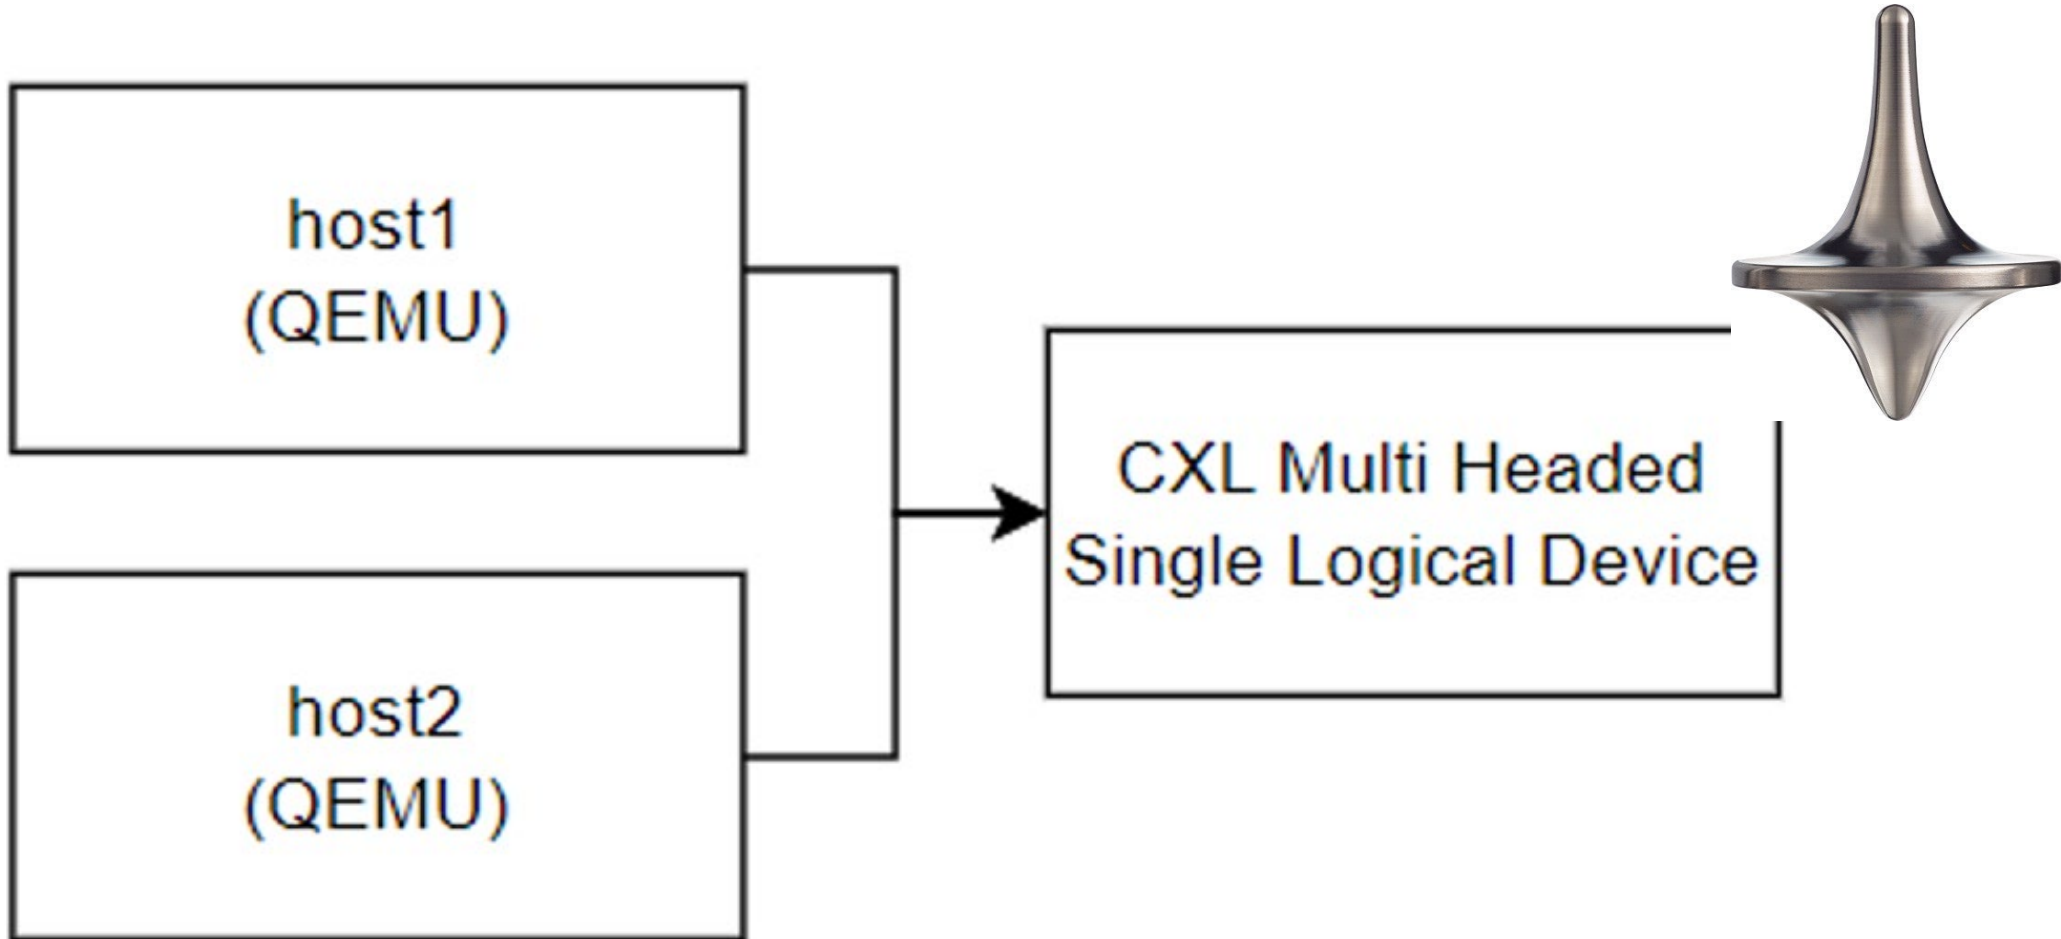 host1
(QEMU)
CXL Multi Headed
Single Logical Device
host2
(QEMU)